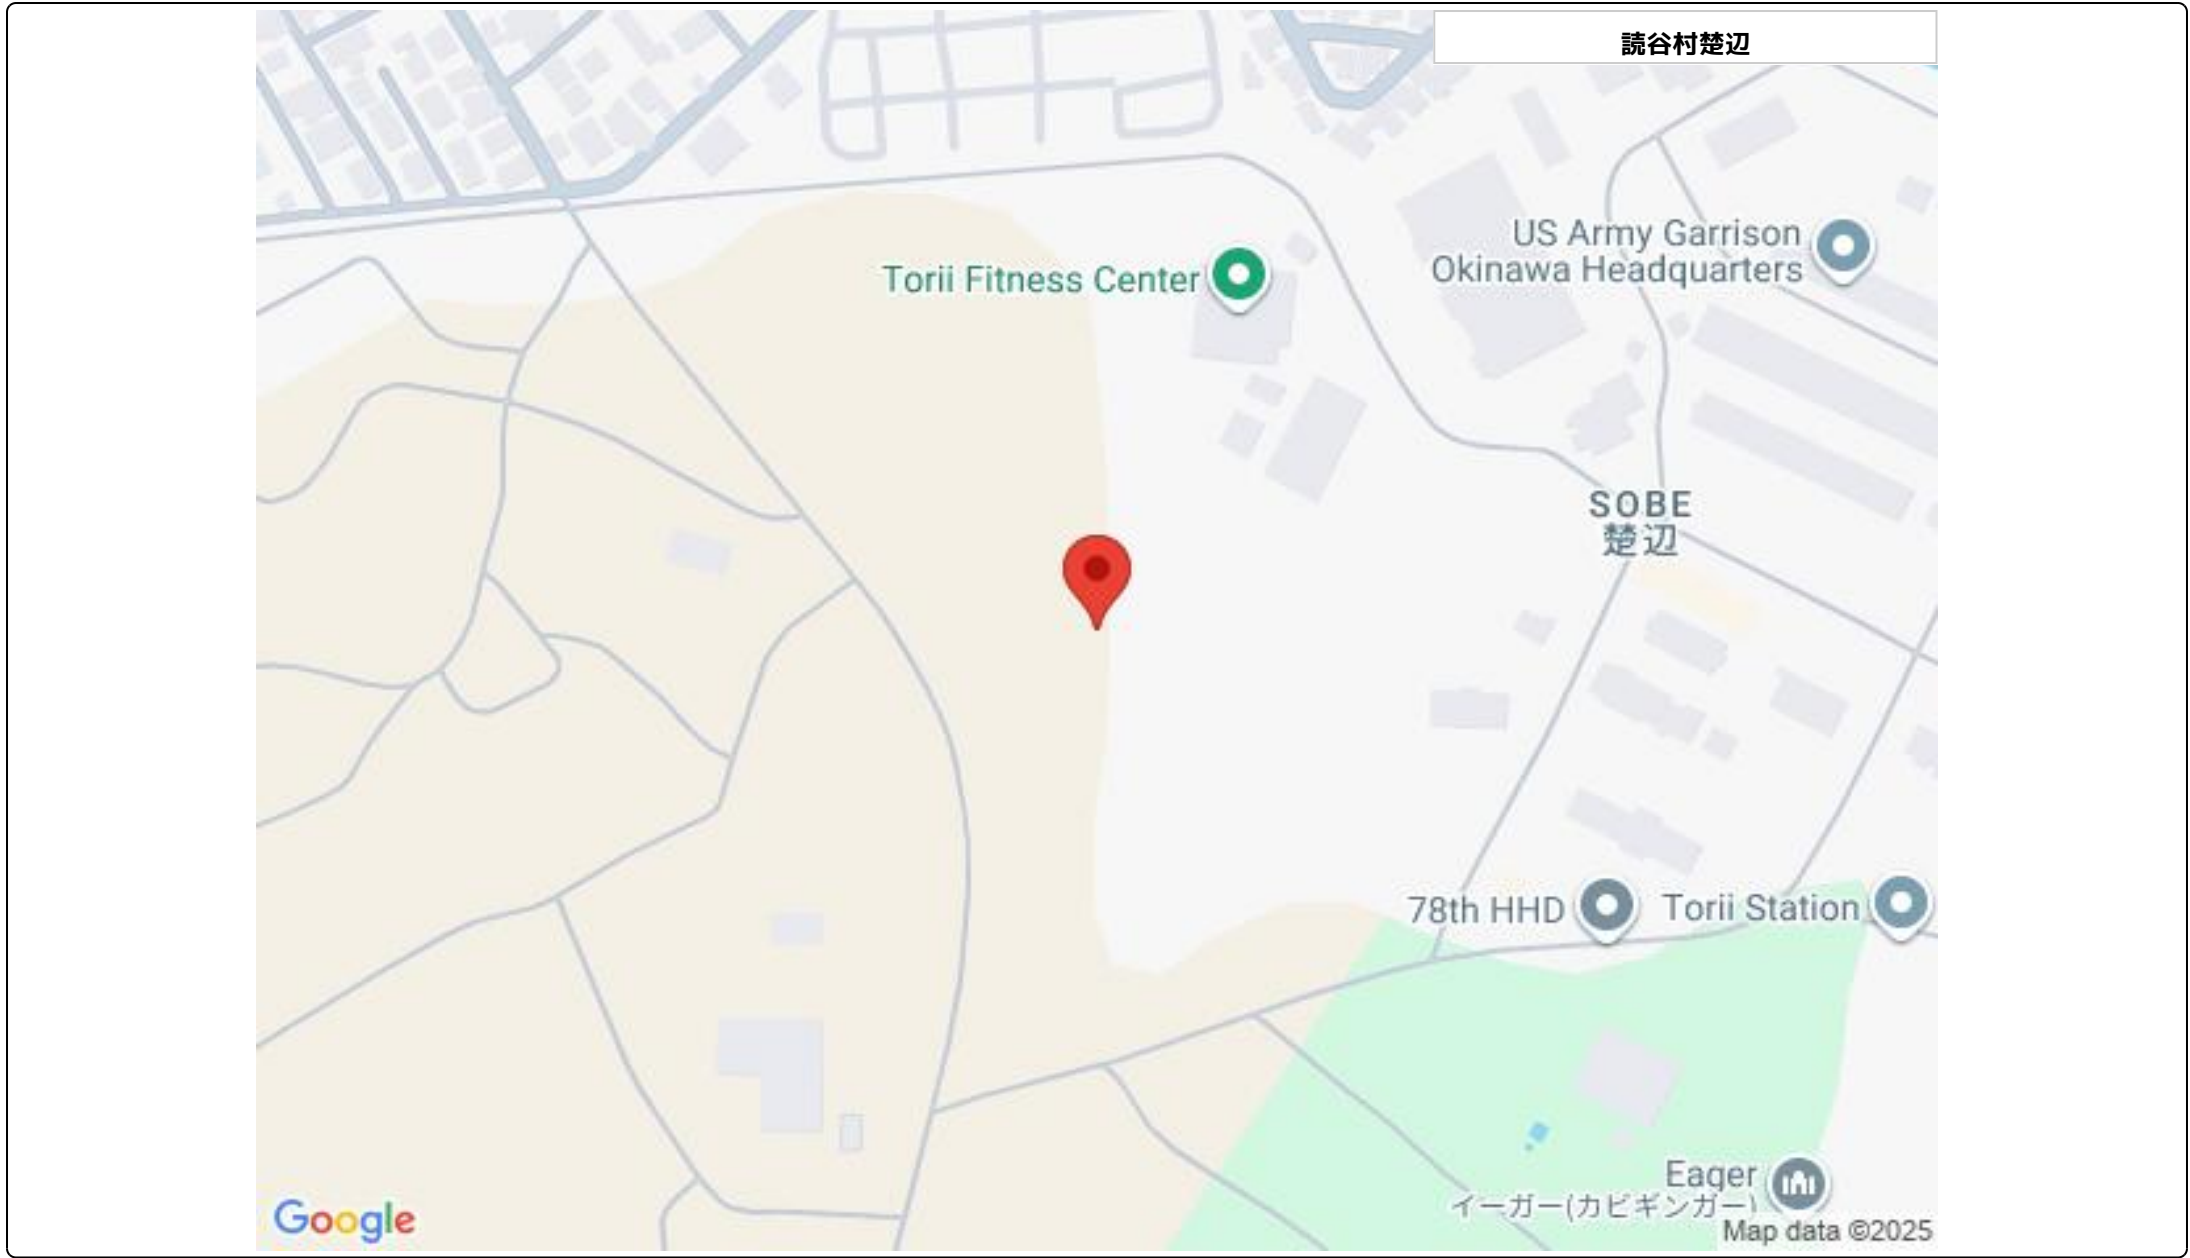 読谷村楚辺
US Army Garrison
Okinawa Headquarters
Torii Fitness Center
SOBE
楚辺
78th HHD
Torii Station
Eager
イーガー(カビギンガー)
Google
Map data ©2025